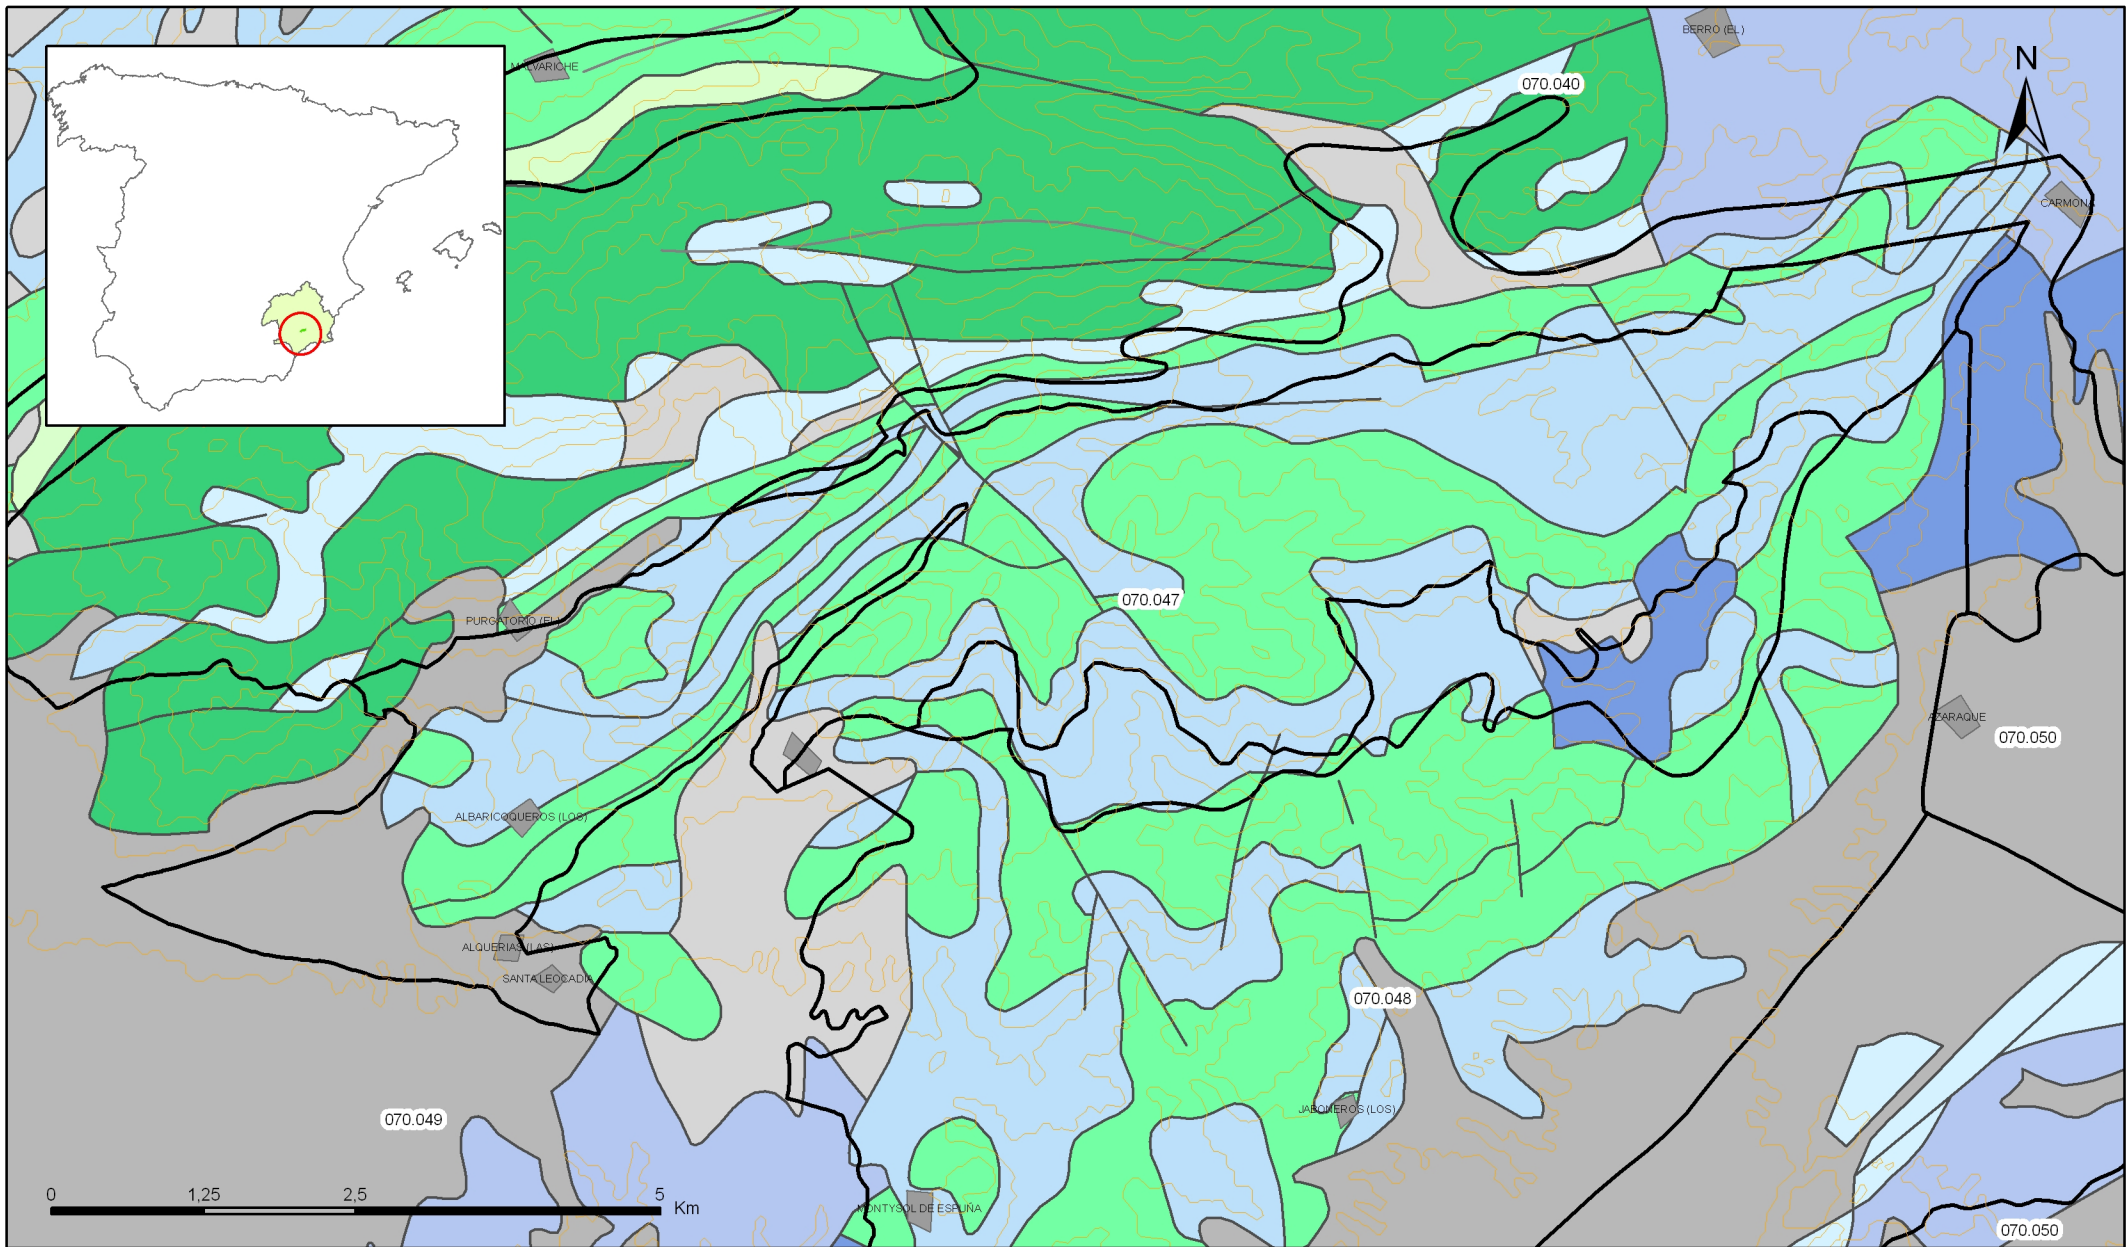 BERRO (EL)
MALVARICHE
N
070.040
CARMONA
070.047
PURGATORIO (EL)
AZARAQUE
070.050
ALBARICOQUEROS (LOS)
ALQUERIAS (LAS)
SANTA LEOCADIA
070.048
070.049
JABONEROS (LOS)
0 1,25 2,5 5 Km
MONTYSOL DE ESPUÑA
070.050